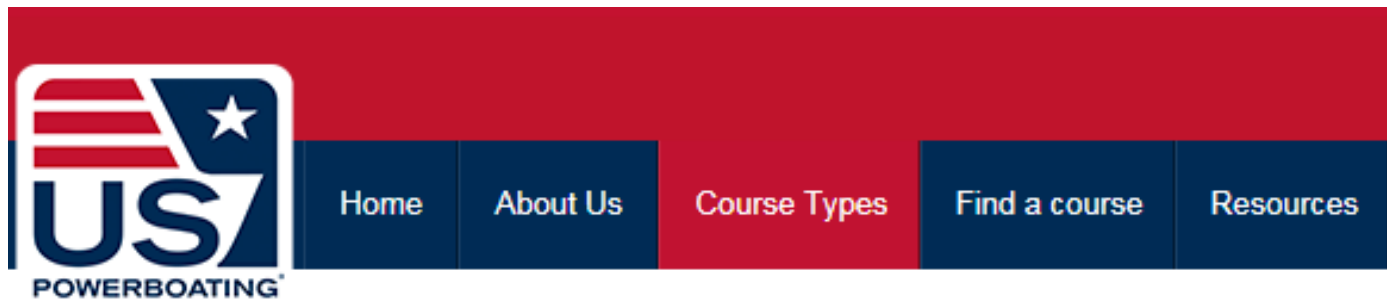 US
POWERBOATING
Home
About Us
Course Types
Find a course
Resources